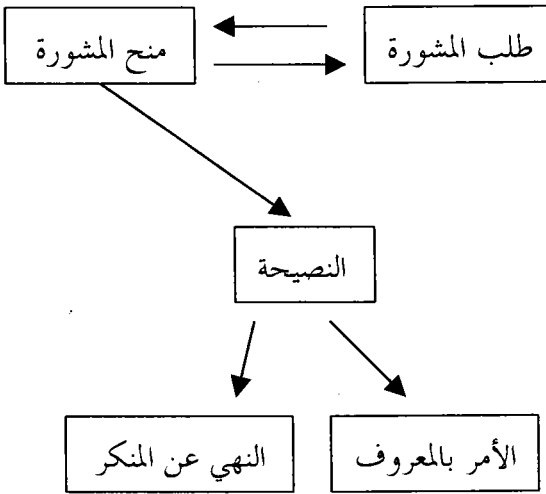 طلب المشورة
منح المشورة
النصيحة
الأمر بالمعروف
النهي عن المنكر